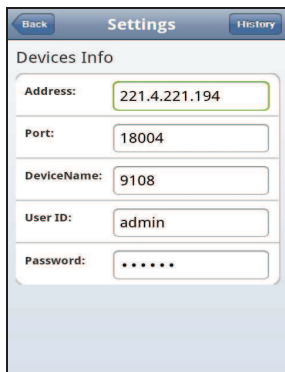 Back Settings History
Devices Info
Address: 221.4.221.194
Port: 18004
DeviceName: 9108
User ID: admin
Password: ••••••